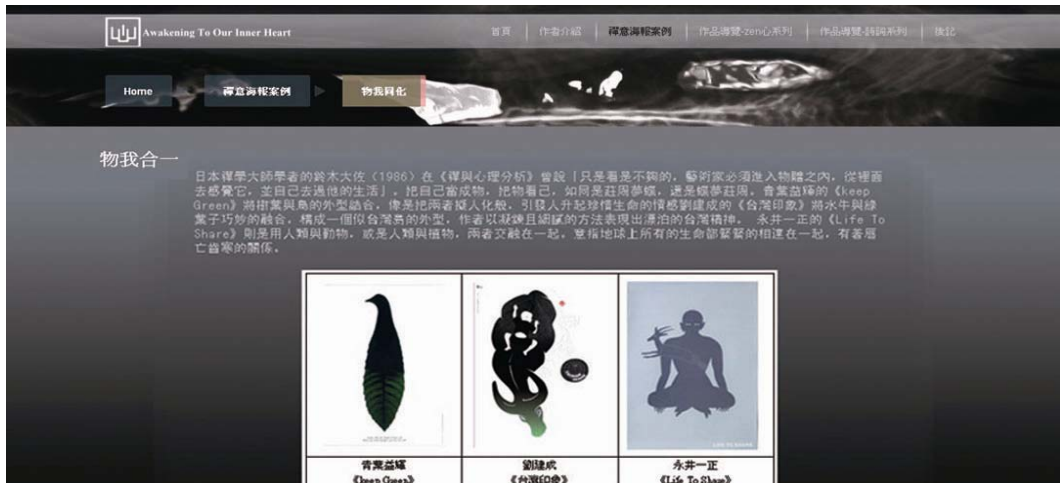 Awakening To Our Inner Heart
首頁 作者介紹 禪意海報案例 作品導覽-zen心系列 作品導覽-詩詞系列 後記
Home 禪意海報案例 物我同化
物我合一
日本禪學大師學者的鈴木大佐（1986）在《禪與心理分析》曾說「只是看是不夠的，藝術家必須進入物體之內，從裡面
去感覺它，並自己去過他的生活」。把自己當成物，把物看己，如同是莊周夢蝶，還是蝶夢莊周。青葉益輝的《keep
Green》將樹葉與鳥的外型結合，像是把兩者擬人化般，引發人升起珍惜生命的情感劉建成的《台灣印象》將水牛與綠
葉子巧妙的融合，構成一個似台灣島的外型，作者以凝鍊且細膩的方法表現出漂泊的台灣精神。 永井一正的《Life To
Share》則是用人類與動物，或是人類與植物，兩者交融在一起。意指地球上所有的生命都緊緊的相連在一起，有著唇
亡齒寒的關係。
LIFE TO SHARE
青葉益輝 劉建成 永井一正
《keep Green》 《台灣印象》 《Life To Share》